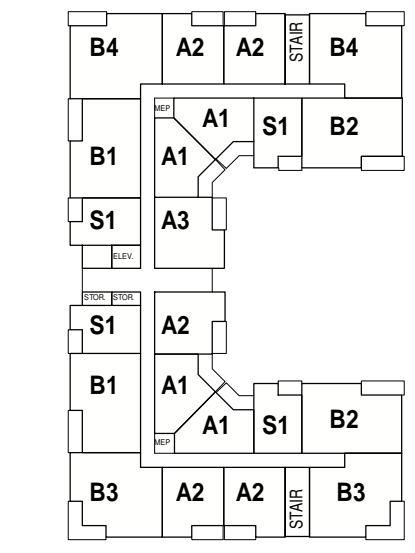 B4 A2 A2 STAIR B4
MEP A1 S1 B2
B1 A1
S1 A3
ELEV.
STOR. STOR.
S1 A2
B1 A1 B2
MEP A1 S1
B3 A2 A2 STAIR B3